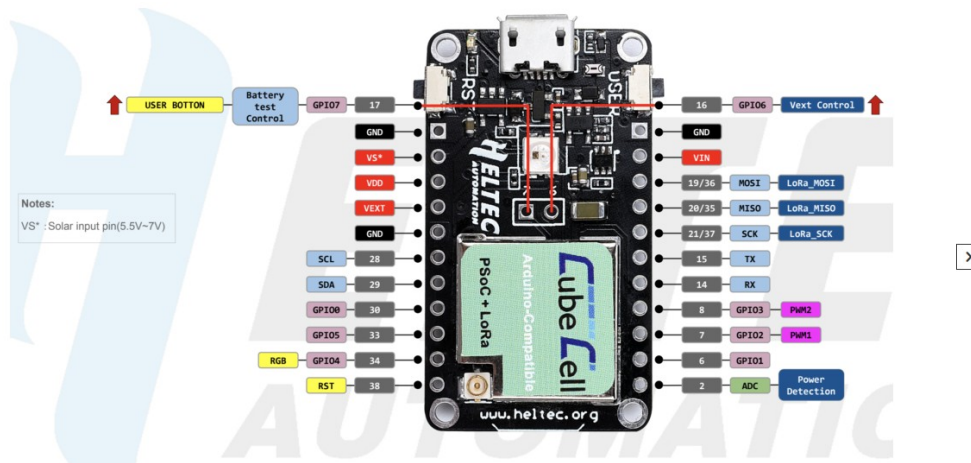 USER BOTTON
Battery test Control
GPIO7
17
16
GPIO6
Vext Control
GND
GND
VS*
VIN
VDD
19/36
MOSI
LoRa_MOSI
VEXT
20/35
MISO
LoRa_MISO
GND
21/37
SCK
LoRa_SCK
SCL
28
15
TX
SDA
29
14
RX
GPIO0
30
8
GPIO3
PWM2
GPIO5
33
7
GPIO2
PWM1
RGB
GPIO4
34
6
GPIO1
RST
38
2
ADC
Power Detection
Notes:
VS* : Solar input pin(5.5V~7V)
USER
HELTEC
AUTOMATION
CubeCell
Arduino-Compatible
PSoC + LoRa
www.heltec.org
AUTOMATIC